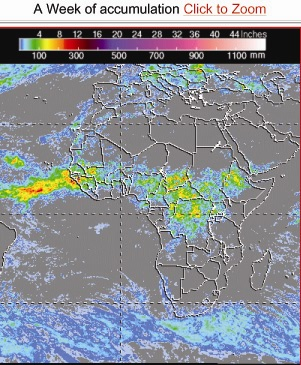 A Week of accumulation Click to Zoom
4 8 12 16 20 24 28 32 36 40 44 Inches
100 300 500 700 900 1100 mm